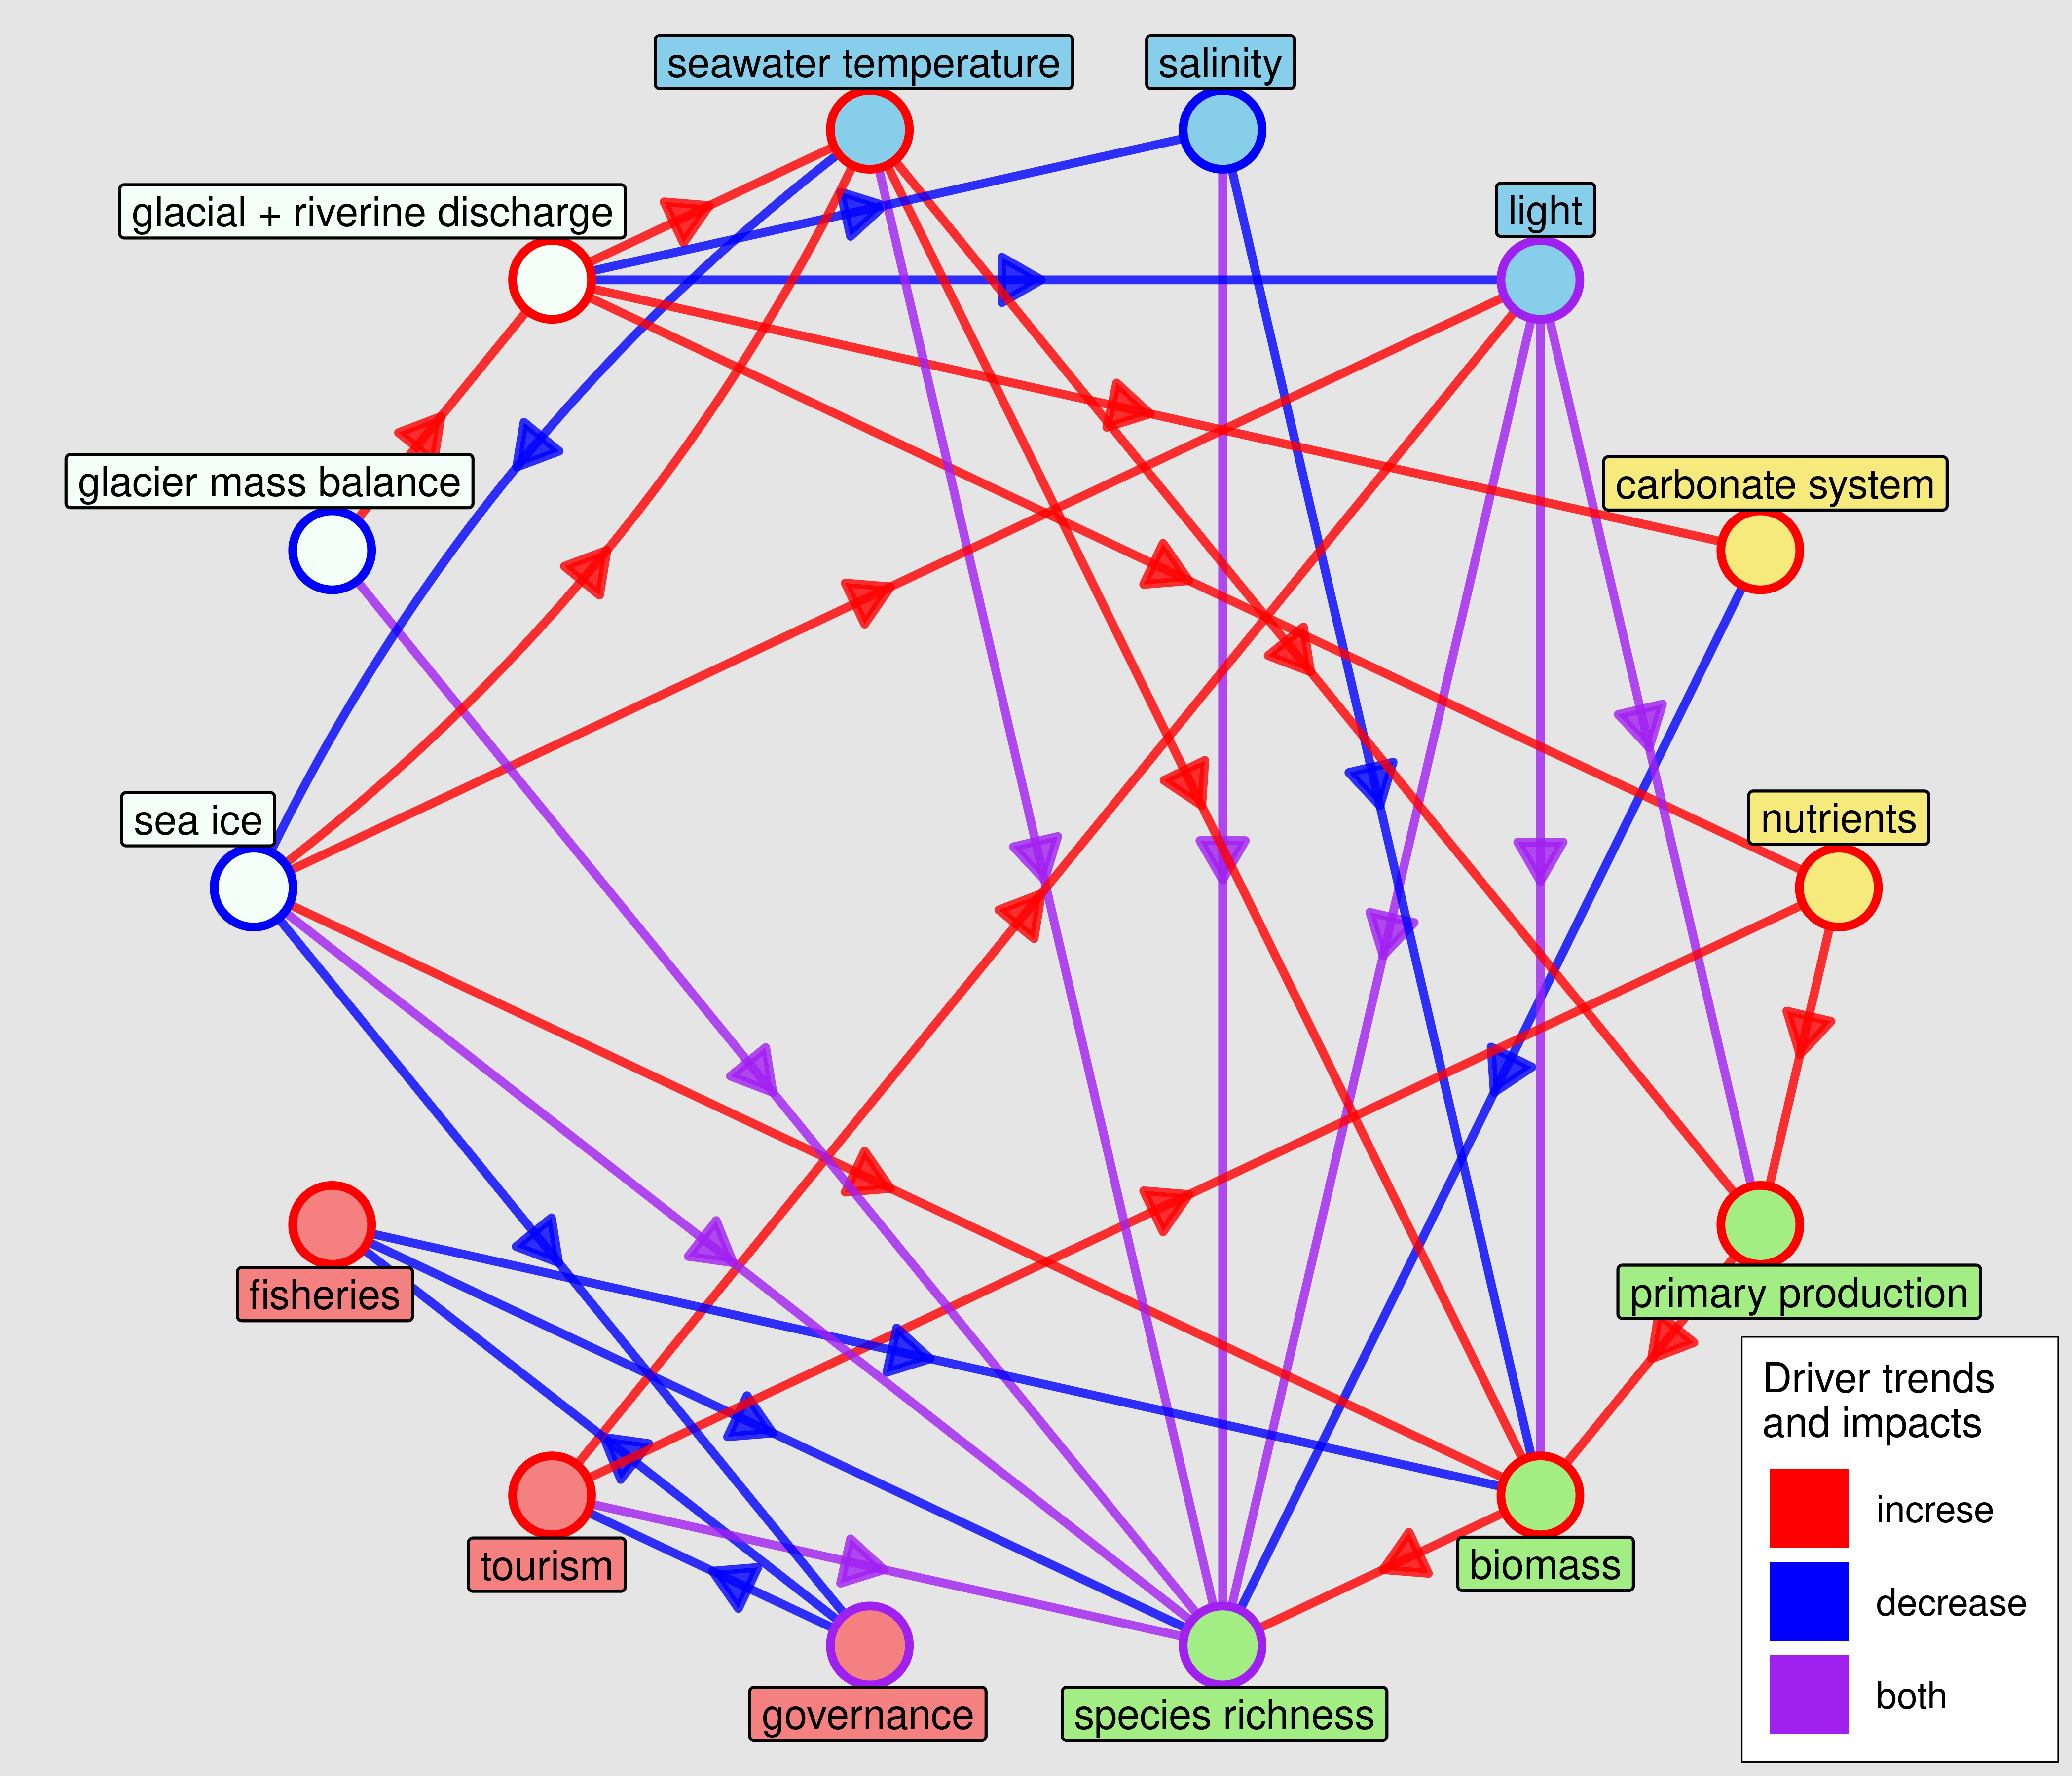 seawater temperature
salinity
glacial + riverine discharge
light
glacier mass balance
carbonate system
sea ice
nutrients
fisheries
primary production
tourism
biomass
governance
species richness
Driver trends
and impacts
increse
decrease
both